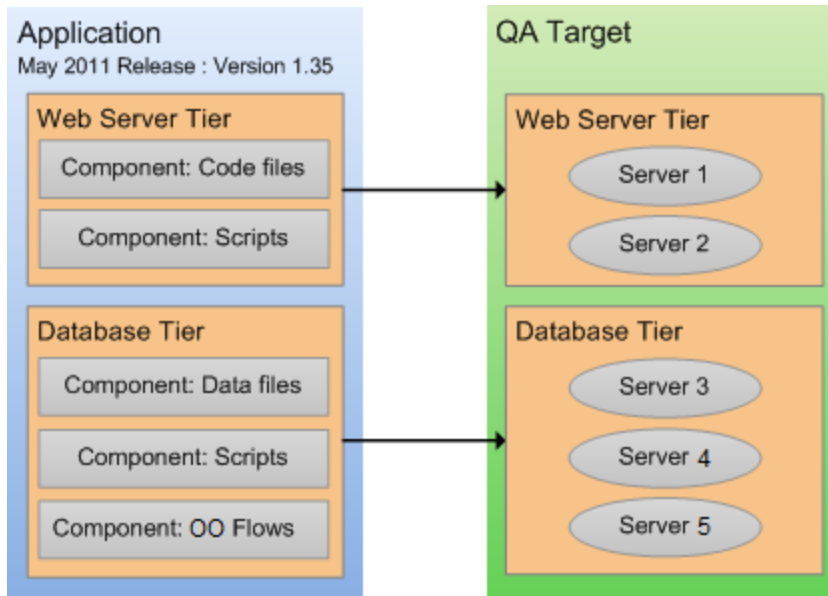 Application
May 2011 Release : Version 1.35
Web Server Tier
Component: Code files
Component: Scripts
Database Tier
Component: Data files
Component: Scripts
Component: OO Flows
QA Target
Web Server Tier
Server 1
Server 2
Database Tier
Server 3
Server 4
Server 5